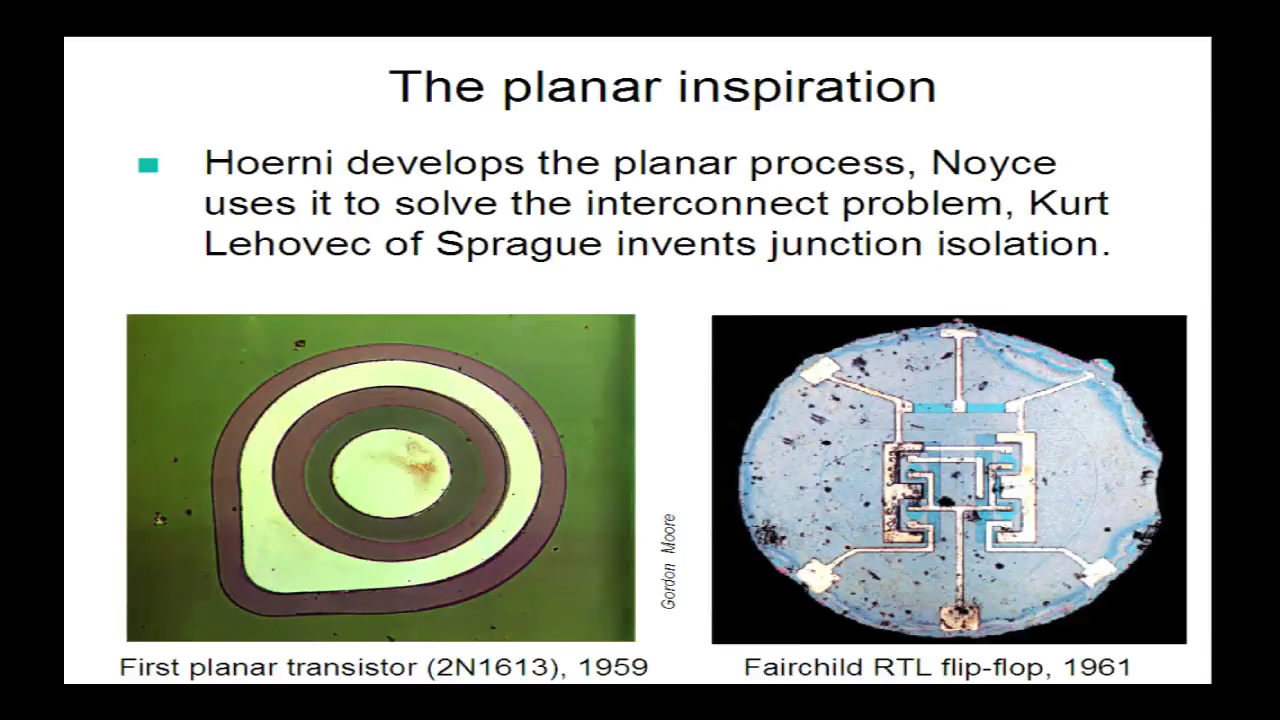 The planar inspiration
Hoerni develops the planar process, Noyce
uses it to solve the interconnect problem, Kurt
Lehovec of Sprague invents junction isolation.
Gordon Moore
First planar transistor (2N1613), 1959
Fairchild RTL flip-flop, 1961